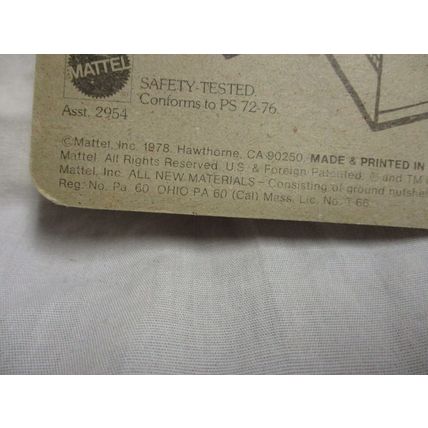 MATTEL
SAFETY-TESTED.
Conforms to PS 72-76.
Asst. 2954
©Mattel, Inc. 1978. Hawthorne, CA 90250. MADE & PRINTED IN
Mattel. All Rights Reserved. U.S. & Foreign Patented. ® and TM
Mattel, Inc. ALL NEW MATERIALS – Consisting of ground nutshe
Reg. No. Pa. 60. OHIO PA 60 (Cal) Mass. Lic. No. T-66